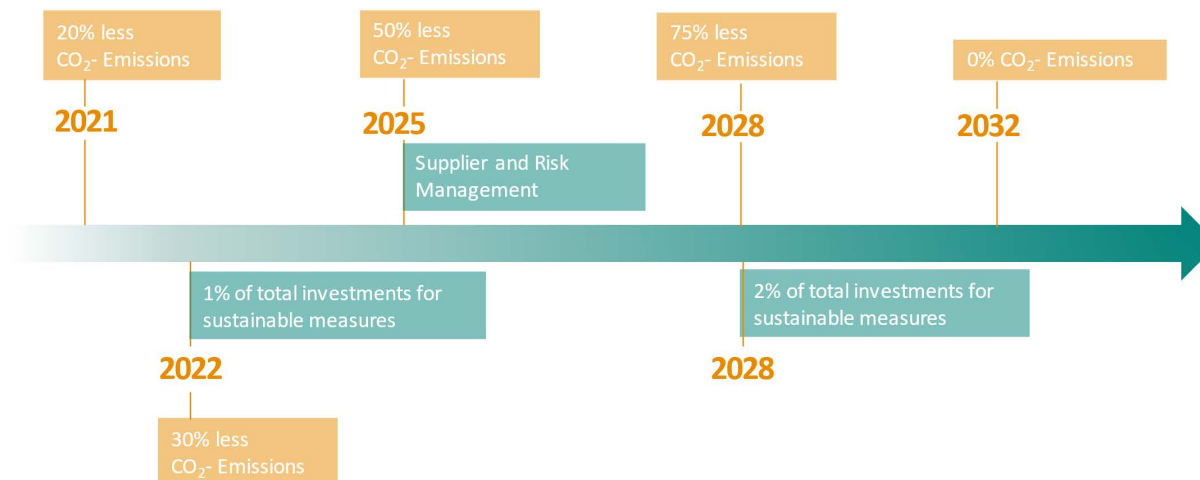 20% less
CO₂- Emissions
2021
50% less
CO₂- Emissions
2025
Supplier and Risk
Management
75% less
CO₂- Emissions
2028
0% CO₂- Emissions
2032
1% of total investments for
sustainable measures
2022
30% less
CO₂- Emissions
2% of total investments for
sustainable measures
2028